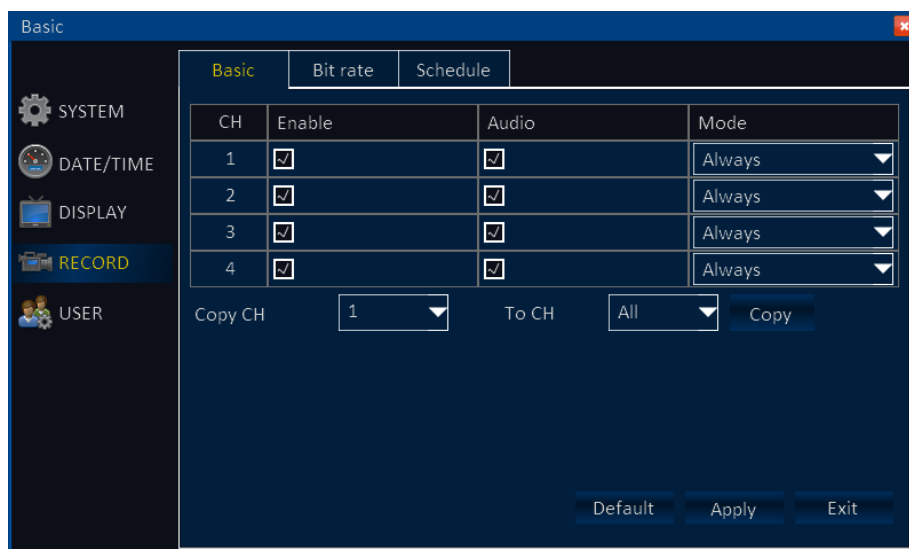 Basic
SYSTEM
DATE/TIME
DISPLAY
RECORD
USER
Basic Bit rate Schedule
CH Enable Audio Mode
1 Always
2 Always
3 Always
4 Always
Copy CH 1 To CH All Copy
Default Apply Exit